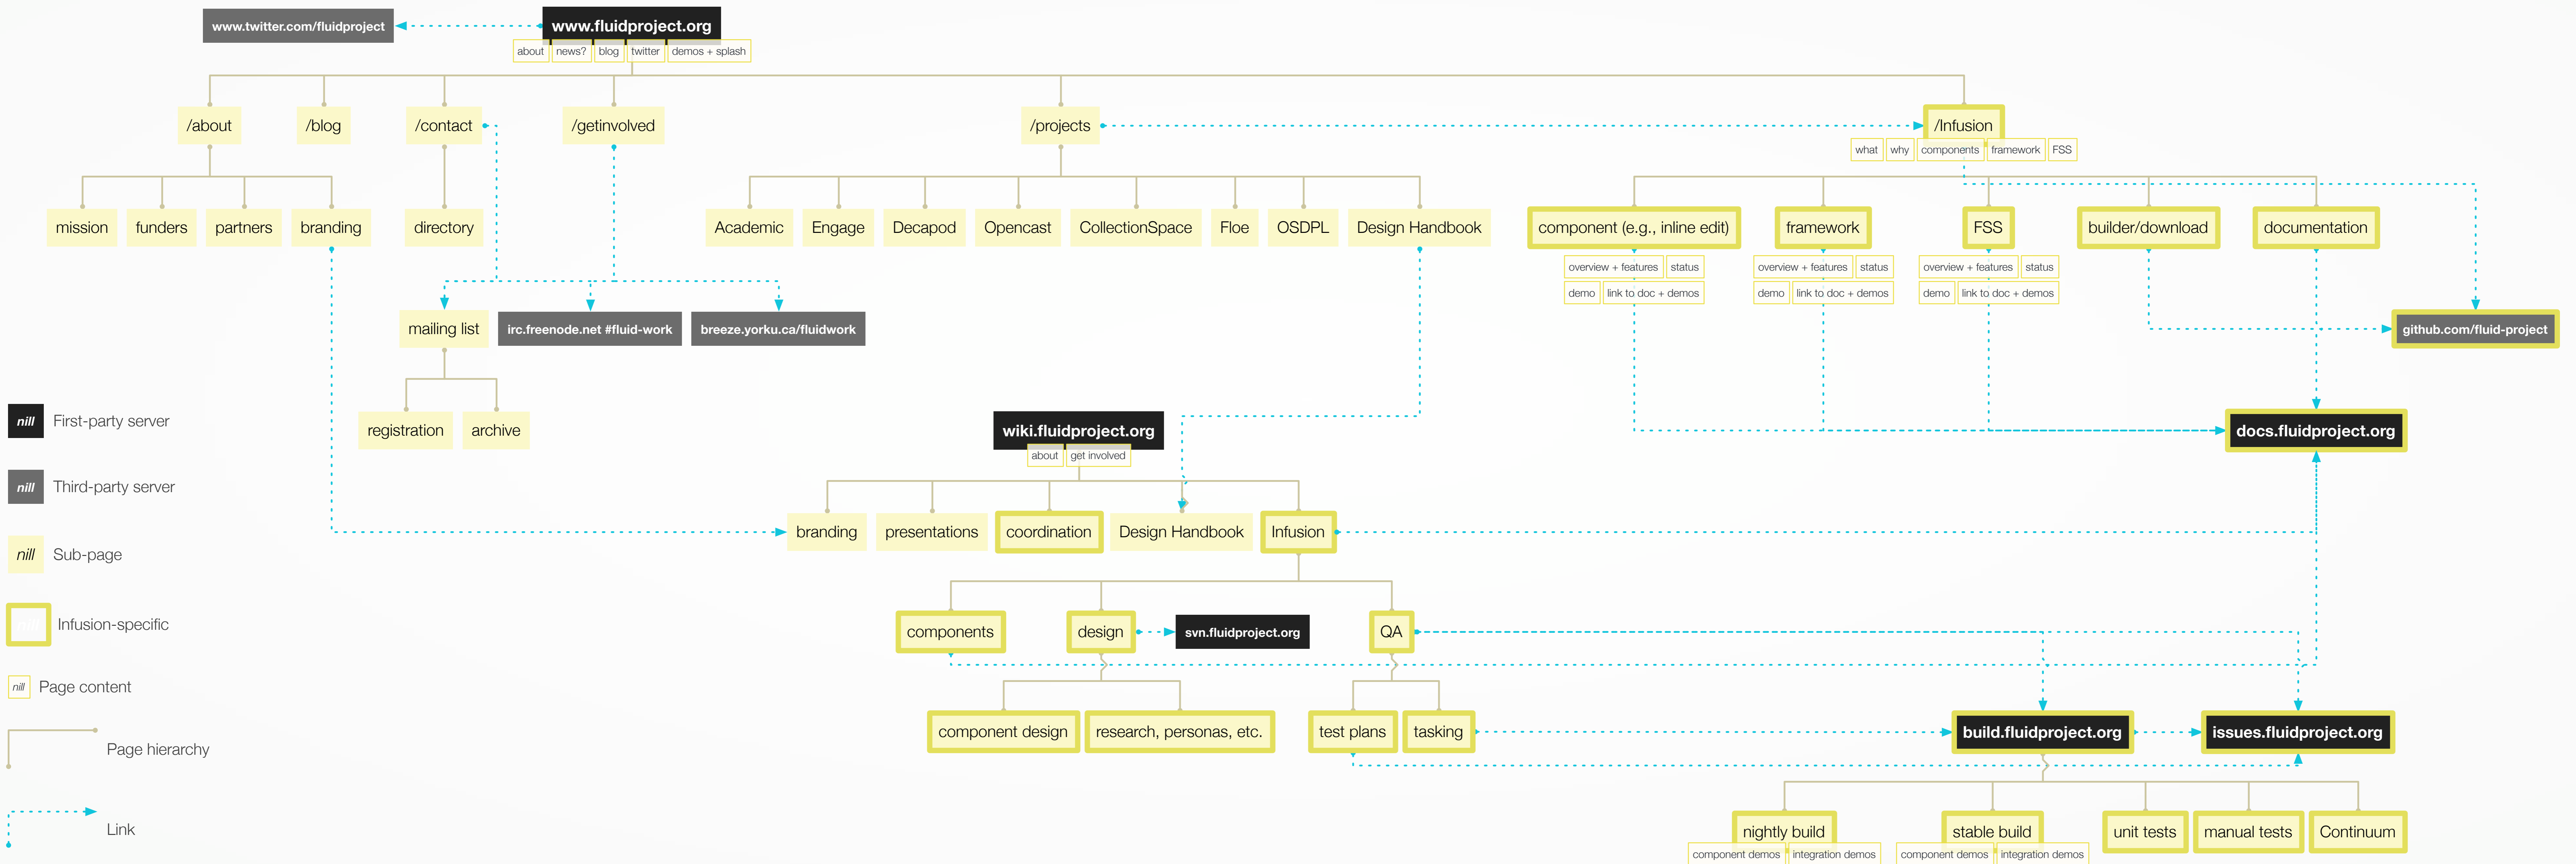 www.twitter.com/fluidproject
www.fluidproject.org
about news? blog twitter demos + splash
/about /blog /contact /getinvolved /projects /Infusion
what why components framework FSS
mission funders partners branding directory Academic Engage Decapod Opencast CollectionSpace Floe OSDPL Design Handbook component (e.g., inline edit) framework FSS builder/download documentation
overview + features status overview + features status overview + features status
demo link to doc + demos demo link to doc + demos demo link to doc + demos
mailing list irc.freenode.net #fluid-work breeze.yorku.ca/fluidwork github.com/fluid-project
registration archive wiki.fluidproject.org docs.fluidproject.org
about get involved
branding presentations coordination Design Handbook Infusion
components design svn.fluidproject.org QA
component design research, personas, etc. test plans tasking build.fluidproject.org issues.fluidproject.org
nightly build stable build unit tests manual tests Continuum
component demos integration demos component demos integration demos
nill First-party server
nill Third-party server
nill Sub-page
nill Infusion-specific
nill Page content
Page hierarchy
Link